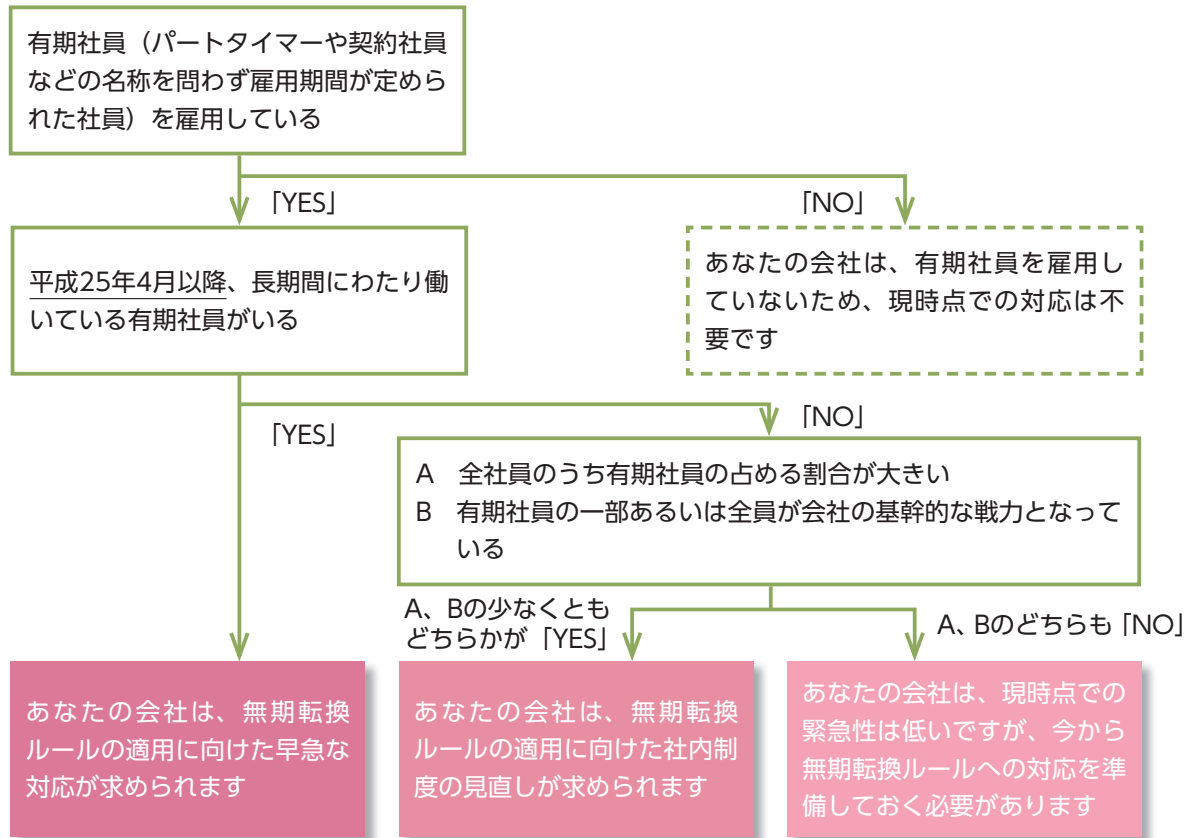 有期社員（パートタイマーや契約社員
などの名称を問わず雇用期間が定めら
れた社員）を雇用している
「YES」
「NO」
平成25年4月以降、長期間にわたり働
いている有期社員がいる
あなたの会社は、有期社員を雇用し
ていないため、現時点での対応は不
要です
「YES」
「NO」
A　全社員のうち有期社員の占める割合が大きい
B　有期社員の一部あるいは全員が会社の基幹的な戦力となって
いる
A、Bの少なくとも
どちらかが「YES」
A、Bのどちらも「NO」
あなたの会社は、無期転換
ルールの適用に向けた早急な
対応が求められます
あなたの会社は、無期転換
ルールの適用に向けた社内制
度の見直しが求められます
あなたの会社は、現時点での
緊急性は低いですが、今から
無期転換ルールへの対応を準
備しておく必要があります